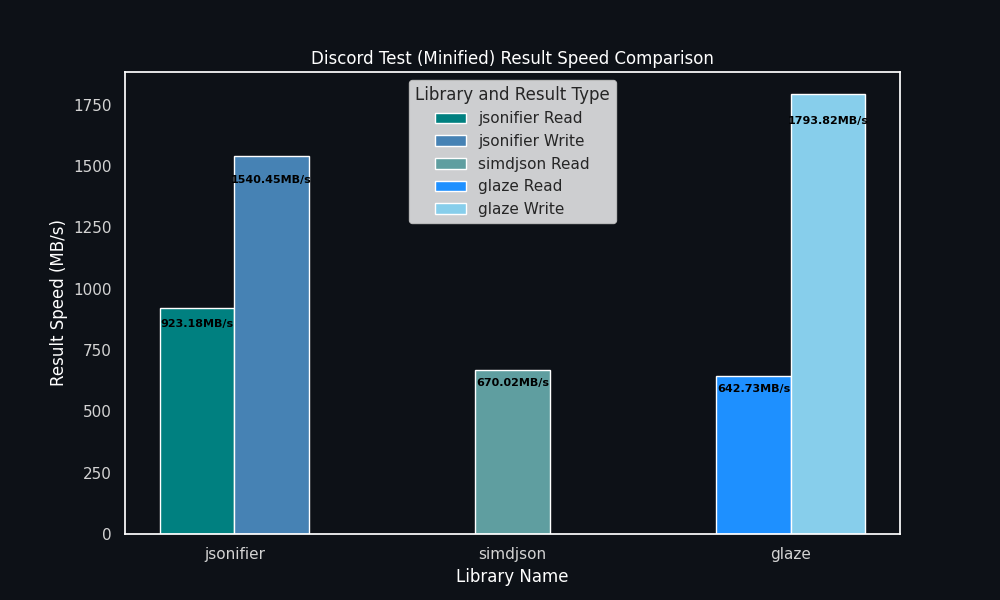 Discord Test (Minified) Result Speed Comparison
Library and Result Type
jsonifier Read
jsonifier Write
simdjson Read
glaze Read
glaze Write
Result Speed (MB/s)
1750
1500
1250
1000
750
500
250
0
923.18MB/s
1540.45MB/s
670.02MB/s
642.73MB/s
1793.82MB/s
jsonifier
simdjson
glaze
Library Name